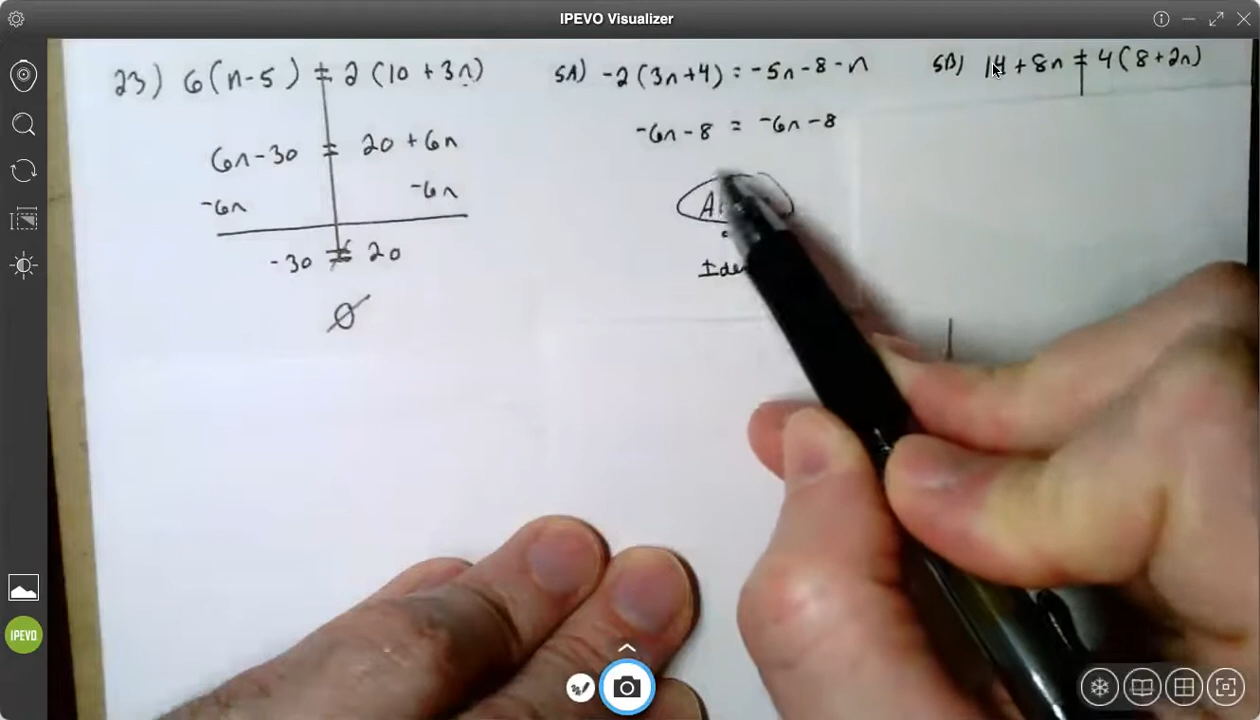 IPEVO Visualizer
23) 6(n-5) = 2(10 + 3n)
6n-30 = 20 + 6n
-6n -6n
-30 ≠ 20
Ø
5A) -2(3n+4) = -5n-8-n
-6n-8 = -6n-8
5B) 14 + 8n = 4(8+2n)
IPEVO